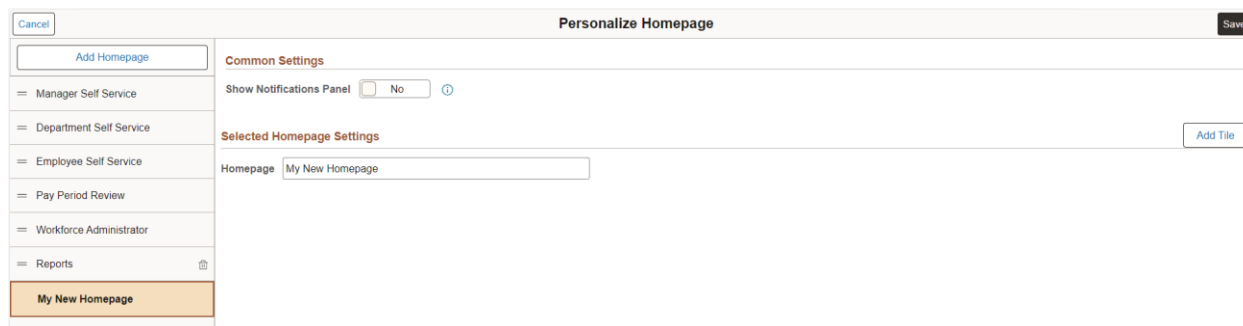 Cancel
Personalize Homepage
Save
Add Homepage
Manager Self Service
Department Self Service
Employee Self Service
Pay Period Review
Workforce Administrator
Reports
My New Homepage
Common Settings
Show Notifications Panel No
Selected Homepage Settings
Add Tile
Homepage My New Homepage